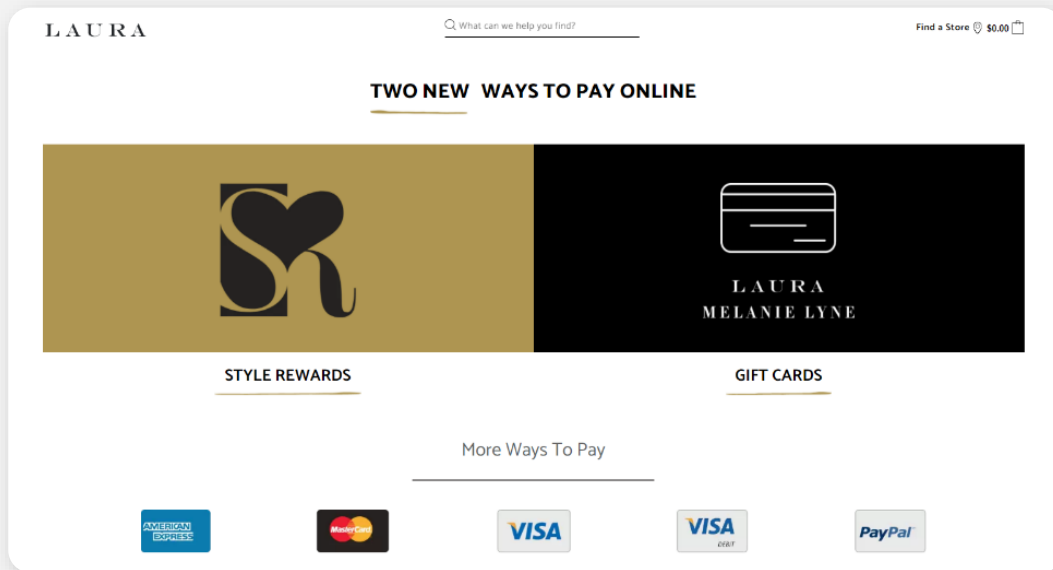 LAURA
What can we help you find?
Find a Store $0.00
TWO NEW WAYS TO PAY ONLINE
SR
LAURA
MELANIE LYNE
STYLE REWARDS
GIFT CARDS
More Ways To Pay
AMERICAN
EXPRESS
MasterCard
VISA
VISA
DEBIT
PayPal